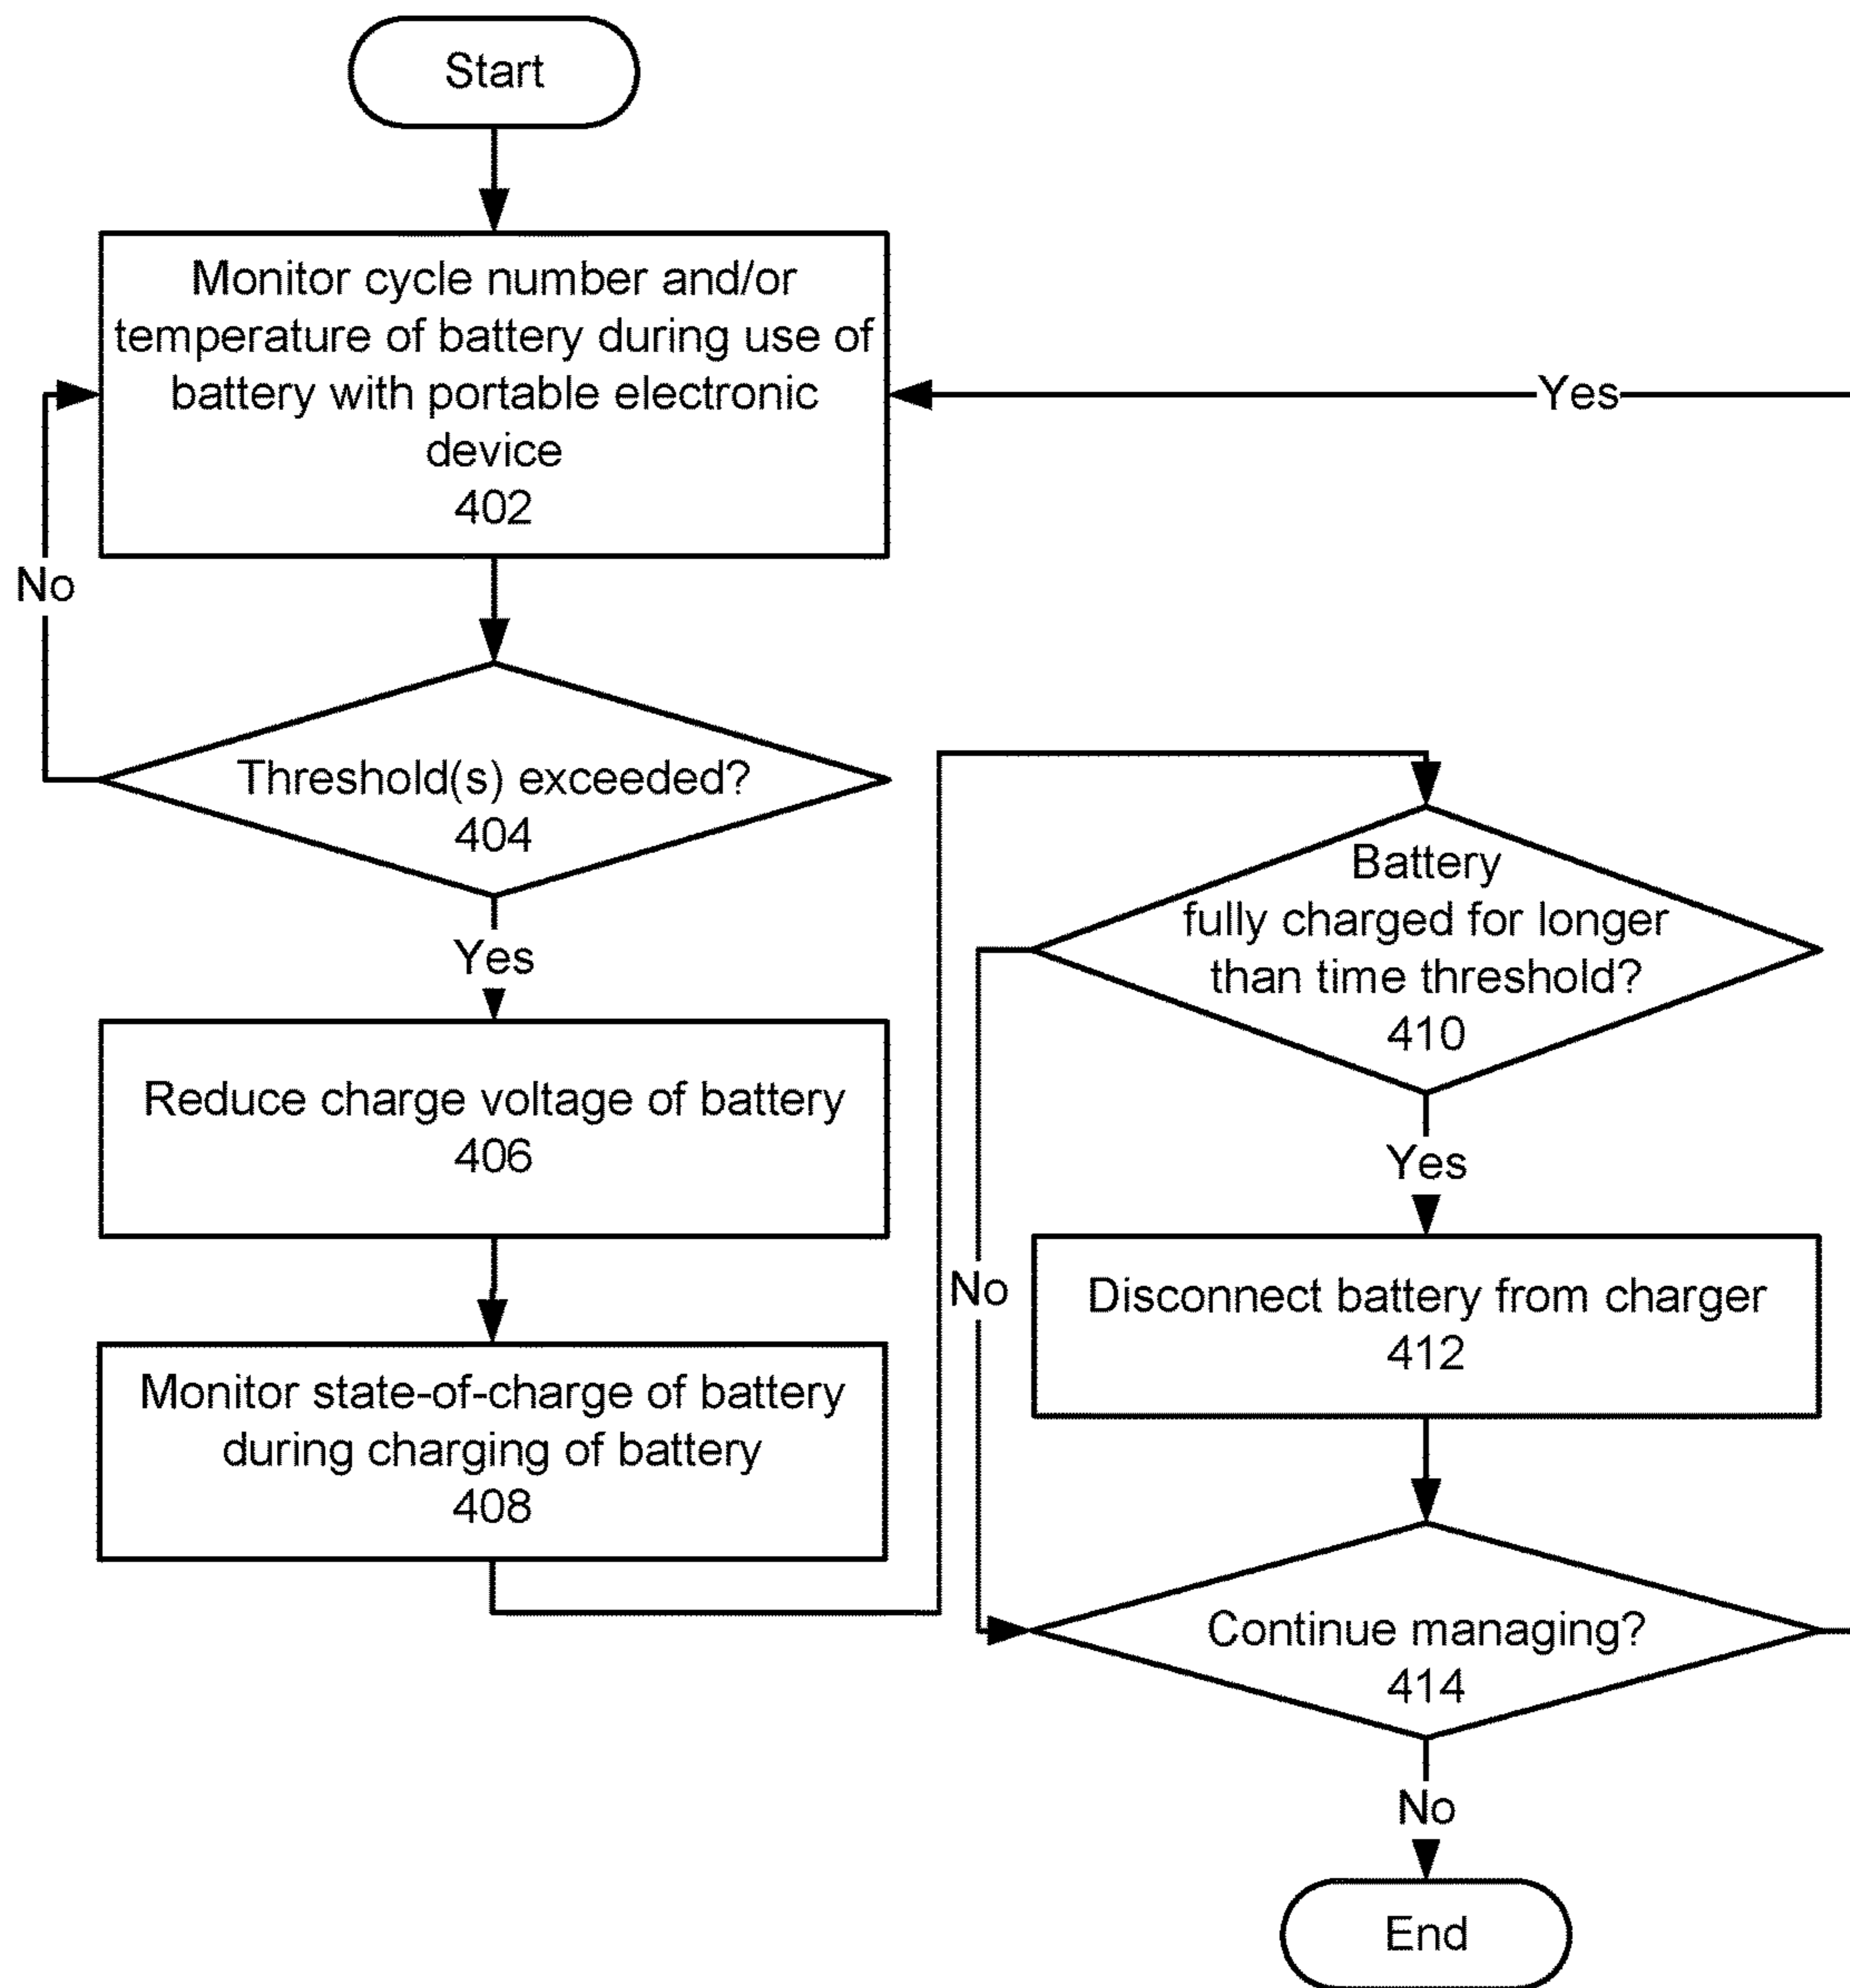 Start
Monitor cycle number and/or
temperature of battery during use of
battery with portable electronic
device
402
Yes
No
Threshold(s) exceeded?
404
Yes
Reduce charge voltage of battery
406
Monitor state-of-charge of battery
during charging of battery
408
Battery
fully charged for longer
than time threshold?
410
Yes
No
Disconnect battery from charger
412
Continue managing?
414
No
End